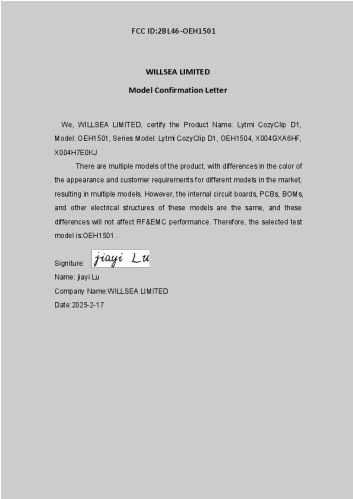 FCC ID:2BL46-OEH1501
WILLSEA LIMITED
Model Confirmation Letter
We, WILLSEA LIMITED, certify the Product Name: Lytmi CozyClip D1,
Model: OEH1501, Series Model: Lytmi CozyClip D1, OEH1504, X004GXA6HF,
X004H7E0KJ
There are multiple models of the product, with differences in the color of
the appearance and customer requirements for different models in the market,
resulting in multiple models. However, the internal circuit boards, PCBs, BOMs,
and other electrical structures of these models are the same, and these
differences will not affect RF&EMC performance. Therefore, the selected test
model is:OEH1501 .
Signiture: jiayi Lu
Name: jiayi Lu
Company Name:WILLSEA LIMITED
Date:2025-2-17